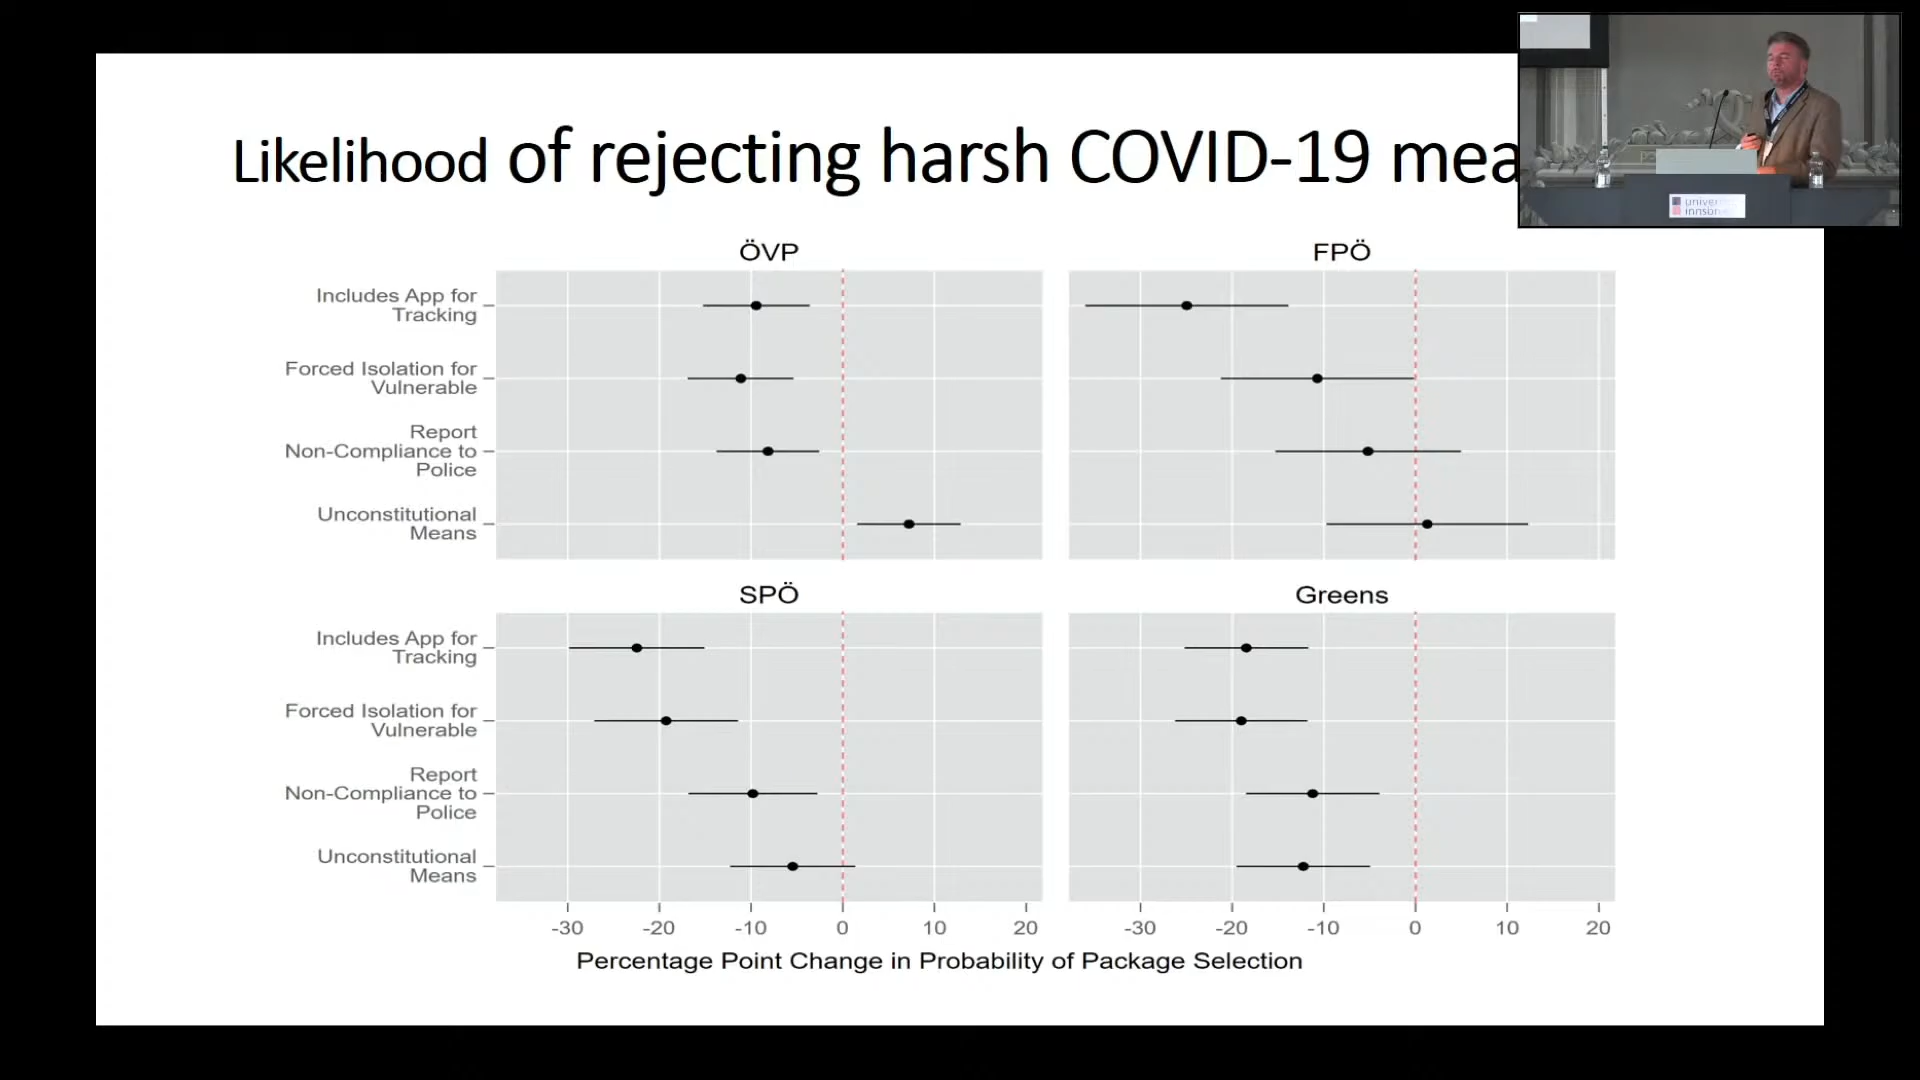 Likelihood of rejecting harsh COVID-19 mea
ÖVP
FPÖ
Includes App for
Tracking
Forced Isolation for
Vulnerable
Report
Non-Compliance to
Police
Unconstitutional
Means
SPÖ
Greens
Includes App for
Tracking
Forced Isolation for
Vulnerable
Report
Non-Compliance to
Police
Unconstitutional
Means
-30 -20 -10 0 10 20
-30 -20 -10 0 10 20
Percentage Point Change in Probability of Package Selection